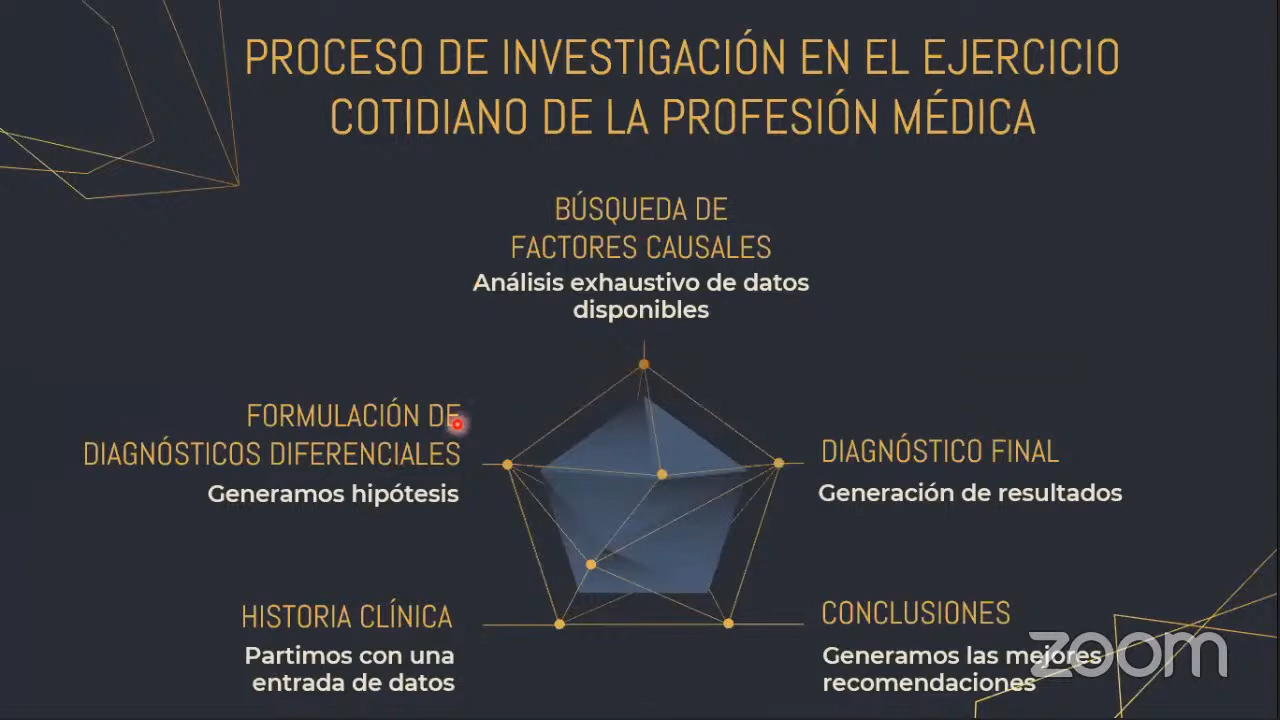 PROCESO DE INVESTIGACIÓN EN EL EJERCICIO
COTIDIANO DE LA PROFESIÓN MÉDICA
BÚSQUEDA DE
FACTORES CAUSALES
Análisis exhaustivo de datos
disponibles
FORMULACIÓN DE
DIAGNÓSTICOS DIFERENCIALES
Generamos hipótesis
DIAGNÓSTICO FINAL
Generación de resultados
HISTORIA CLÍNICA
Partimos con una
entrada de datos
CONCLUSIONES
Generamos las mejores
recomendaciones
zoom